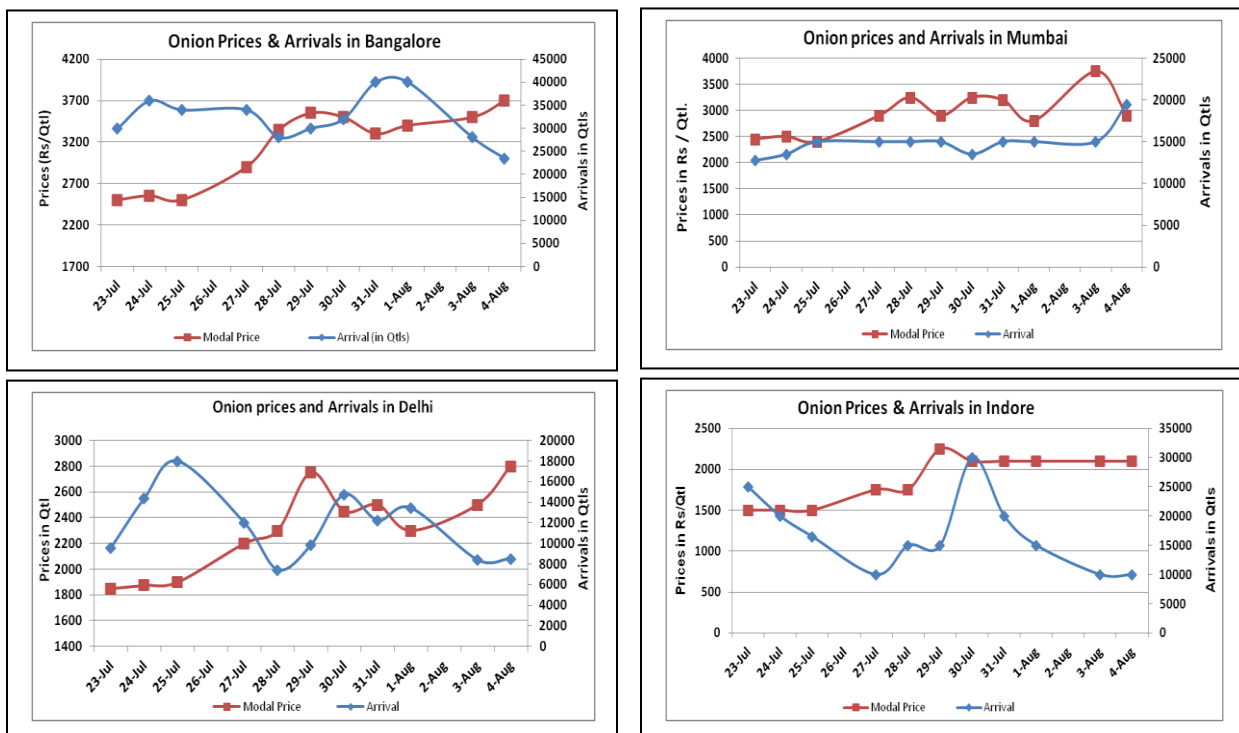 Onion Prices & Arrivals in Bangalore
Prices (Rs/Qtl)
4200
3700
3200
2700
2200
1700
45000
40000
35000
30000
25000
20000
15000
10000
5000
0
Arrivals in Qtls
23-Jul
24-Jul
25-Jul
26-Jul
27-Jul
28-Jul
29-Jul
30-Jul
31-Jul
1-Aug
2-Aug
3-Aug
4-Aug
Modal Price
Arrival (in Qtls)
Onion prices and Arrivals in Mumbai
Prices in Rs / Qtl.
4000
3500
3000
2500
2000
1500
1000
500
0
25000
20000
15000
10000
5000
0
Arrivals in Qtls
23-Jul
24-Jul
25-Jul
26-Jul
27-Jul
28-Jul
29-Jul
30-Jul
31-Jul
1-Aug
2-Aug
3-Aug
4-Aug
Modal Price
Arrival
Onion prices and Arrivals in Delhi
Prices in Qtl
3000
2800
2600
2400
2200
2000
1800
1600
1400
20000
18000
16000
14000
12000
10000
8000
6000
4000
2000
0
Arrivals in Qtls
23-Jul
24-Jul
25-Jul
26-Jul
27-Jul
28-Jul
29-Jul
30-Jul
31-Jul
1-Aug
2-Aug
3-Aug
4-Aug
Modal Price
Arrival
Onion Prices & Arrivals in Indore
Prices in Rs/Qtl
2500
2000
1500
1000
500
0
35000
30000
25000
20000
15000
10000
5000
0
Arrivals in Qtls
23-Jul
24-Jul
25-Jul
26-Jul
27-Jul
28-Jul
29-Jul
30-Jul
31-Jul
1-Aug
2-Aug
3-Aug
4-Aug
Modal Price
Arrival